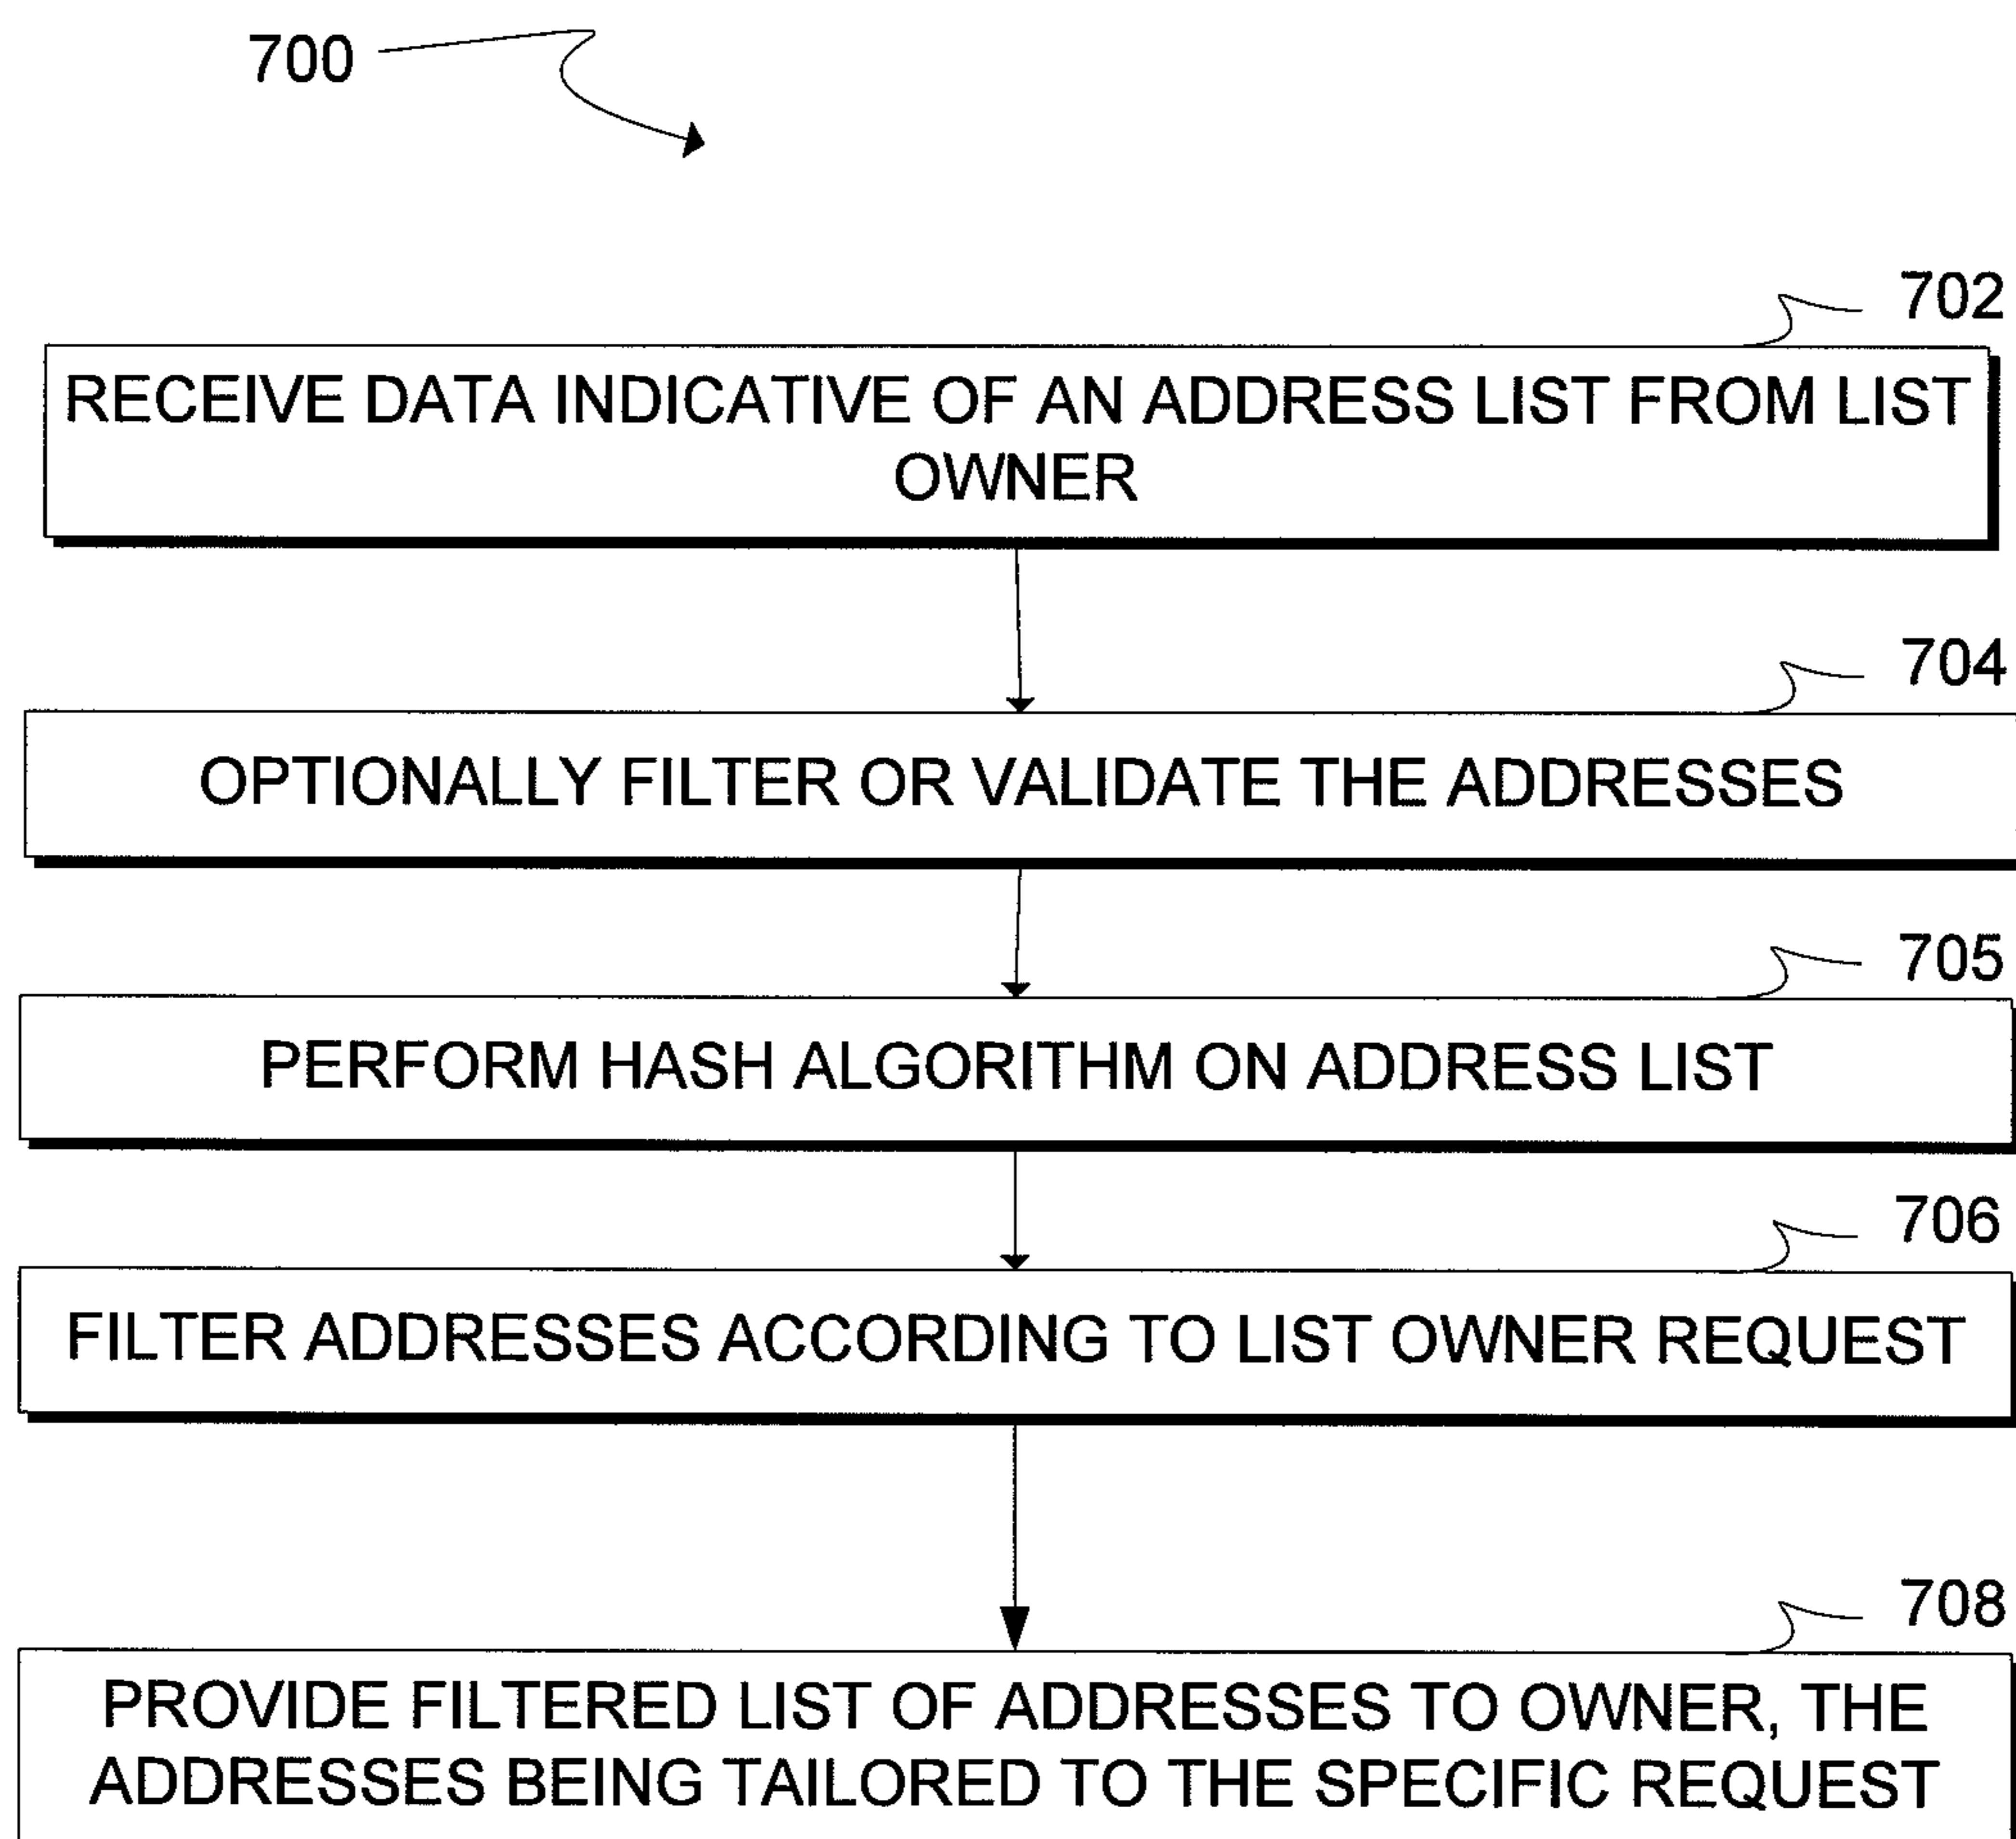 700
702
RECEIVE DATA INDICATIVE OF AN ADDRESS LIST FROM LIST
OWNER
704
OPTIONALLY FILTER OR VALIDATE THE ADDRESSES
705
PERFORM HASH ALGORITHM ON ADDRESS LIST
706
FILTER ADDRESSES ACCORDING TO LIST OWNER REQUEST
708
PROVIDE FILTERED LIST OF ADDRESSES TO OWNER, THE
ADDRESSES BEING TAILORED TO THE SPECIFIC REQUEST